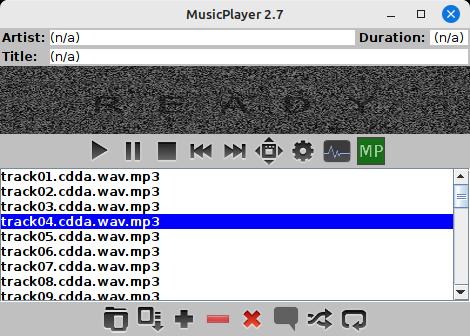 MusicPlayer 2.7
Artist: (n/a) Duration: (n/a)
Title: (n/a)
READY
MP
track01.cdda.wav.mp3
track02.cdda.wav.mp3
track03.cdda.wav.mp3
track04.cdda.wav.mp3
track05.cdda.wav.mp3
track06.cdda.wav.mp3
track07.cdda.wav.mp3
track08.cdda.wav.mp3
track09.cdda.wav.mp3